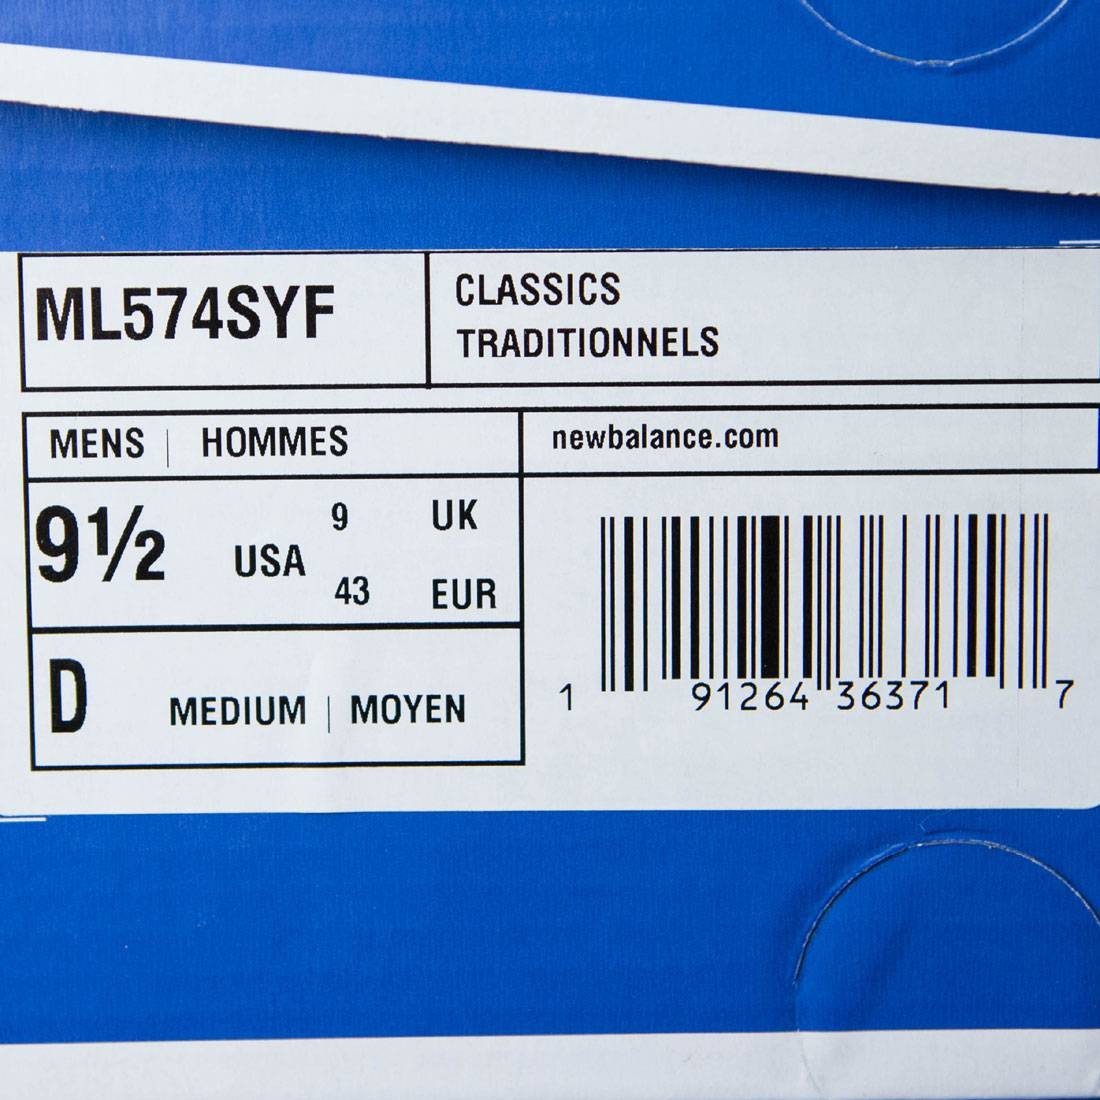 ML574SYF
CLASSICS
TRADITIONNELS
MENS | HOMMES
newbalance.com
9½ USA 9 UK
43 EUR
D MEDIUM | MOYEN
1 91264 36371 7